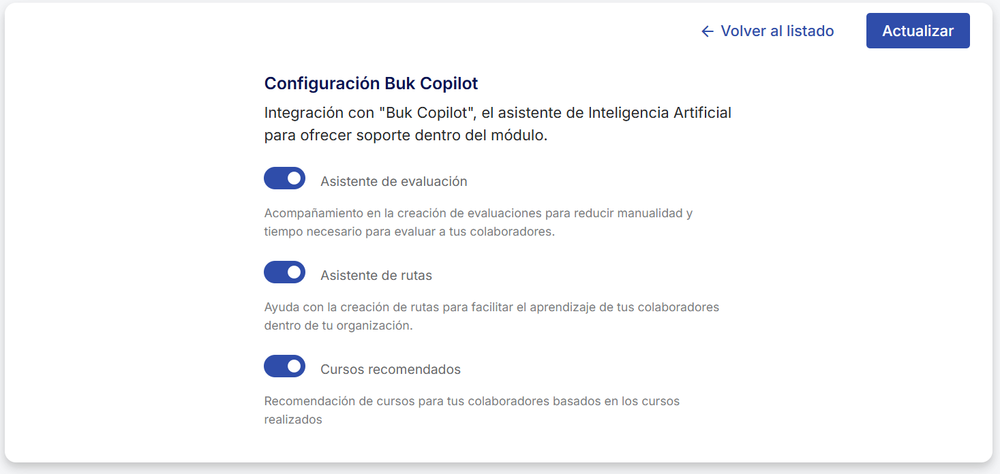 Volver al listado
Actualizar
Configuración Buk Copilot
Integración con "Buk Copilot", el asistente de Inteligencia Artificial
para ofrecer soporte dentro del módulo.
Asistente de evaluación
Acompañamiento en la creación de evaluaciones para reducir manualidad y
tiempo necesario para evaluar a tus colaboradores.
Asistente de rutas
Ayuda con la creación de rutas para facilitar el aprendizaje de tus colaboradores
dentro de tu organización.
Cursos recomendados
Recomendación de cursos para tus colaboradores basados en los cursos
realizados